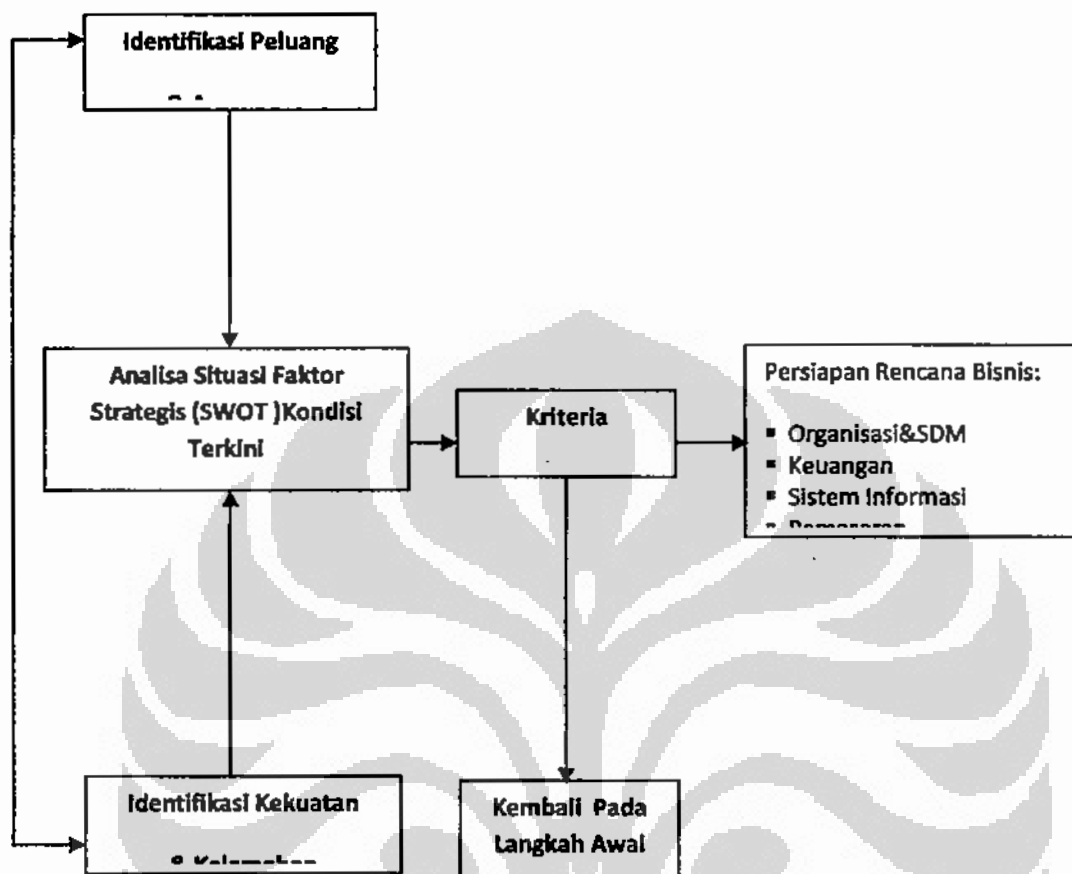 Identifikasi Peluang
Analisa Situasi Faktor
Strategis (SWOT )Kondisi
Terkini
Kriteria
Persiapan Rencana Bisnis:
▪ Organisasi&SDM
▪ Keuangan
▪ Sistem Informasi
Identifikasi Kekuatan
Kembali Pada
Langkah Awal